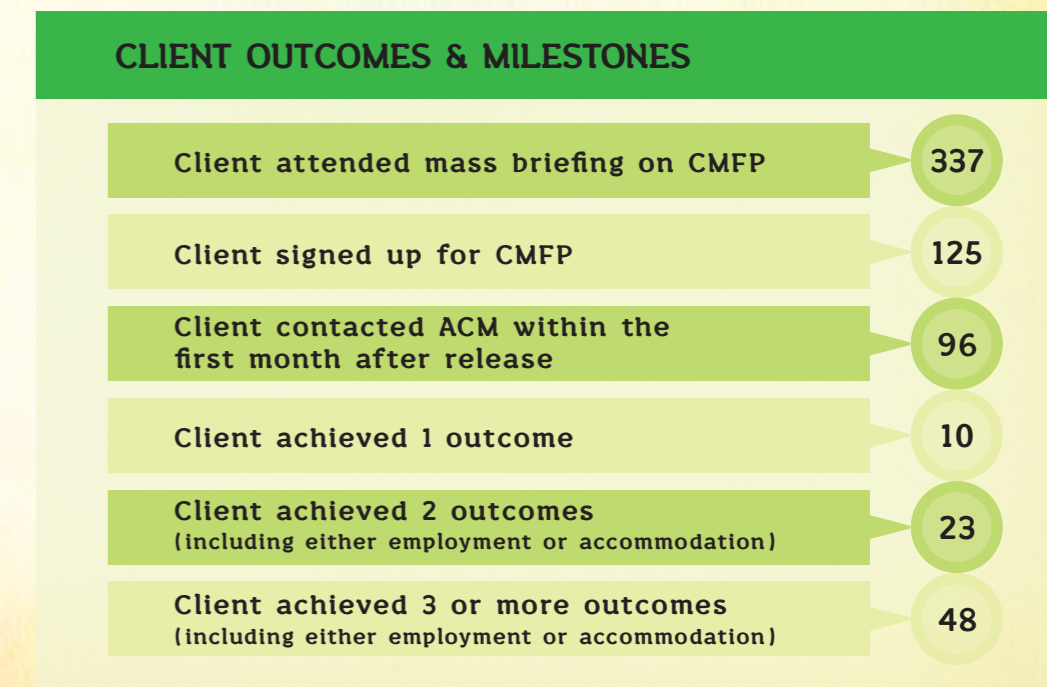 CLIENT OUTCOMES & MILESTONES
Client attended mass briefing on CMFP
337
Client signed up for CMFP
125
Client contacted ACM within the
first month after release
96
Client achieved 1 outcome
10
Client achieved 2 outcomes
(including either employment or accommodation)
23
Client achieved 3 or more outcomes
(including either employment or accommodation)
48